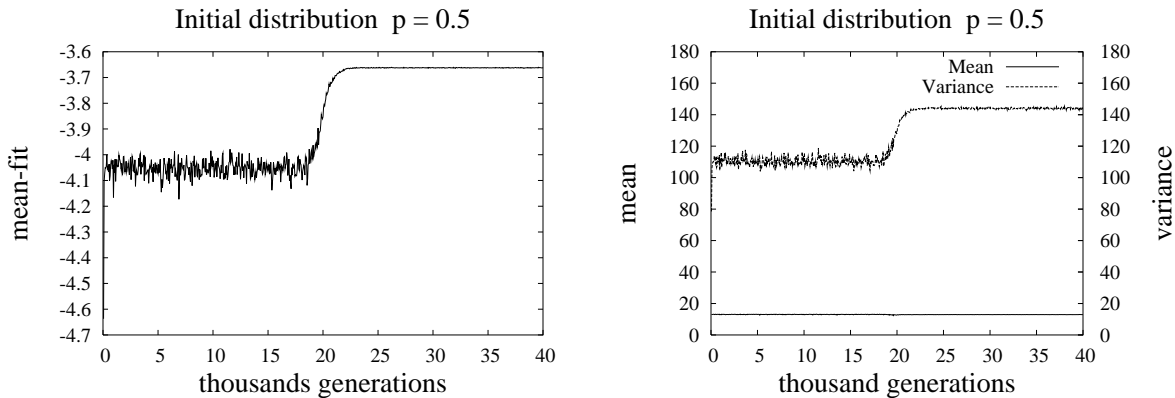 Initial distribution p = 0.5
-3.6
-3.7
-3.8
-3.9
-4
-4.1
-4.2
-4.3
-4.4
-4.5
-4.6
-4.7
mean-fit
0 5 10 15 20 25 30 35 40
thousands generations
Initial distribution p = 0.5
180
160
140
120
100
80
60
40
20
0
mean
Mean
Variance
180
160
140
120
100
80
60
40
20
0
variance
0 5 10 15 20 25 30 35 40
thousand generations